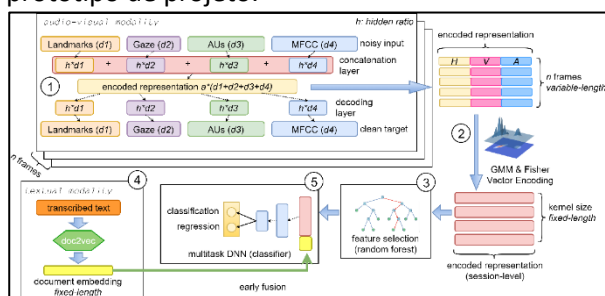 protótipo de projeto.
audio-visual modality
h: hidden ratio
Landmarks (d1) Gaze (d2) AUs (d3) MFCC (d4) noisy input
h*d1 + h*d2 + h*d3 + h*d4 concatenation layer
1
encoded representation a*(d1+d2+d3+d4)
h*d1 h*d2 h*d3 h*d4 decoding layer
Landmarks (d1) Gaze (d2) AUs (d3) MFCC (d4) clean target
n frames
encoded representation
H V A
n frames
variable-length
2
GMM & Fisher
Vector Encoding
kernel size
fixed-length
encoded representation
(session-level)
3
feature selection
(random forest)
5
classification
regression
multitask DNN (classifier)
early fusion
4
textual modality
transcribed text
doc2vec
document embedding
fixed-length